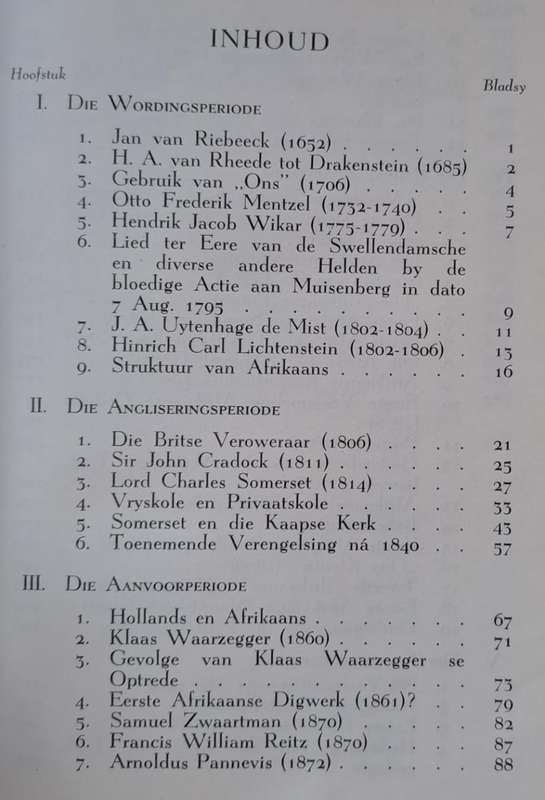 INHOUD
Hoofstuk
Bladsy
I. Die Wordingsperiode
1. Jan van Riebeeck (1652) . . . . . . 1
2. H. A. van Rheede tot Drakenstein (1685) 2
3. Gebruik van „Ons” (1706) . . . . . 4
4. Otto Frederik Mentzel (1732-1740) . . 5
5. Hendrik Jacob Wikar (1775-1779) . . . 7
6. Lied ter Eere van de Swellendamsche
en diverse andere Helden by de
bloedige Actie aan Muisenberg in dato
7 Aug. 1795 . . . . . . . . . . 9
7. J. A. Uytenhage de Mist (1802-1804) . . 11
8. Hinrich Carl Lichtenstein (1802-1806) . 13
9. Struktuur van Afrikaans . . . . . . 16
II. Die Angliseringsperiode
1. Die Britse Veroweraar (1806) . . . . 21
2. Sir John Cradock (1811) . . . . . . 25
3. Lord Charles Somerset (1814) . . . . 27
4. Vryskole en Privaatskole . . . . . . 33
5. Somerset en die Kaapse Kerk . . . . 43
6. Toenemende Verengelsing ná 1840 . . 57
III. Die Aanvoorperiode
1. Hollands en Afrikaans . . . . . . . 67
2. Klaas Waarzegger (1860) . . . . . . 71
3. Gevolge van Klaas Waarzegger se
Optrede . . . . . . . . . . . . 73
4. Eerste Afrikaanse Digwerk (1861)? . . 79
5. Samuel Zwaartman (1870) . . . . . 82
6. Francis William Reitz (1870) . . . . 87
7. Arnoldus Pannevis (1872) . . . . . . 88